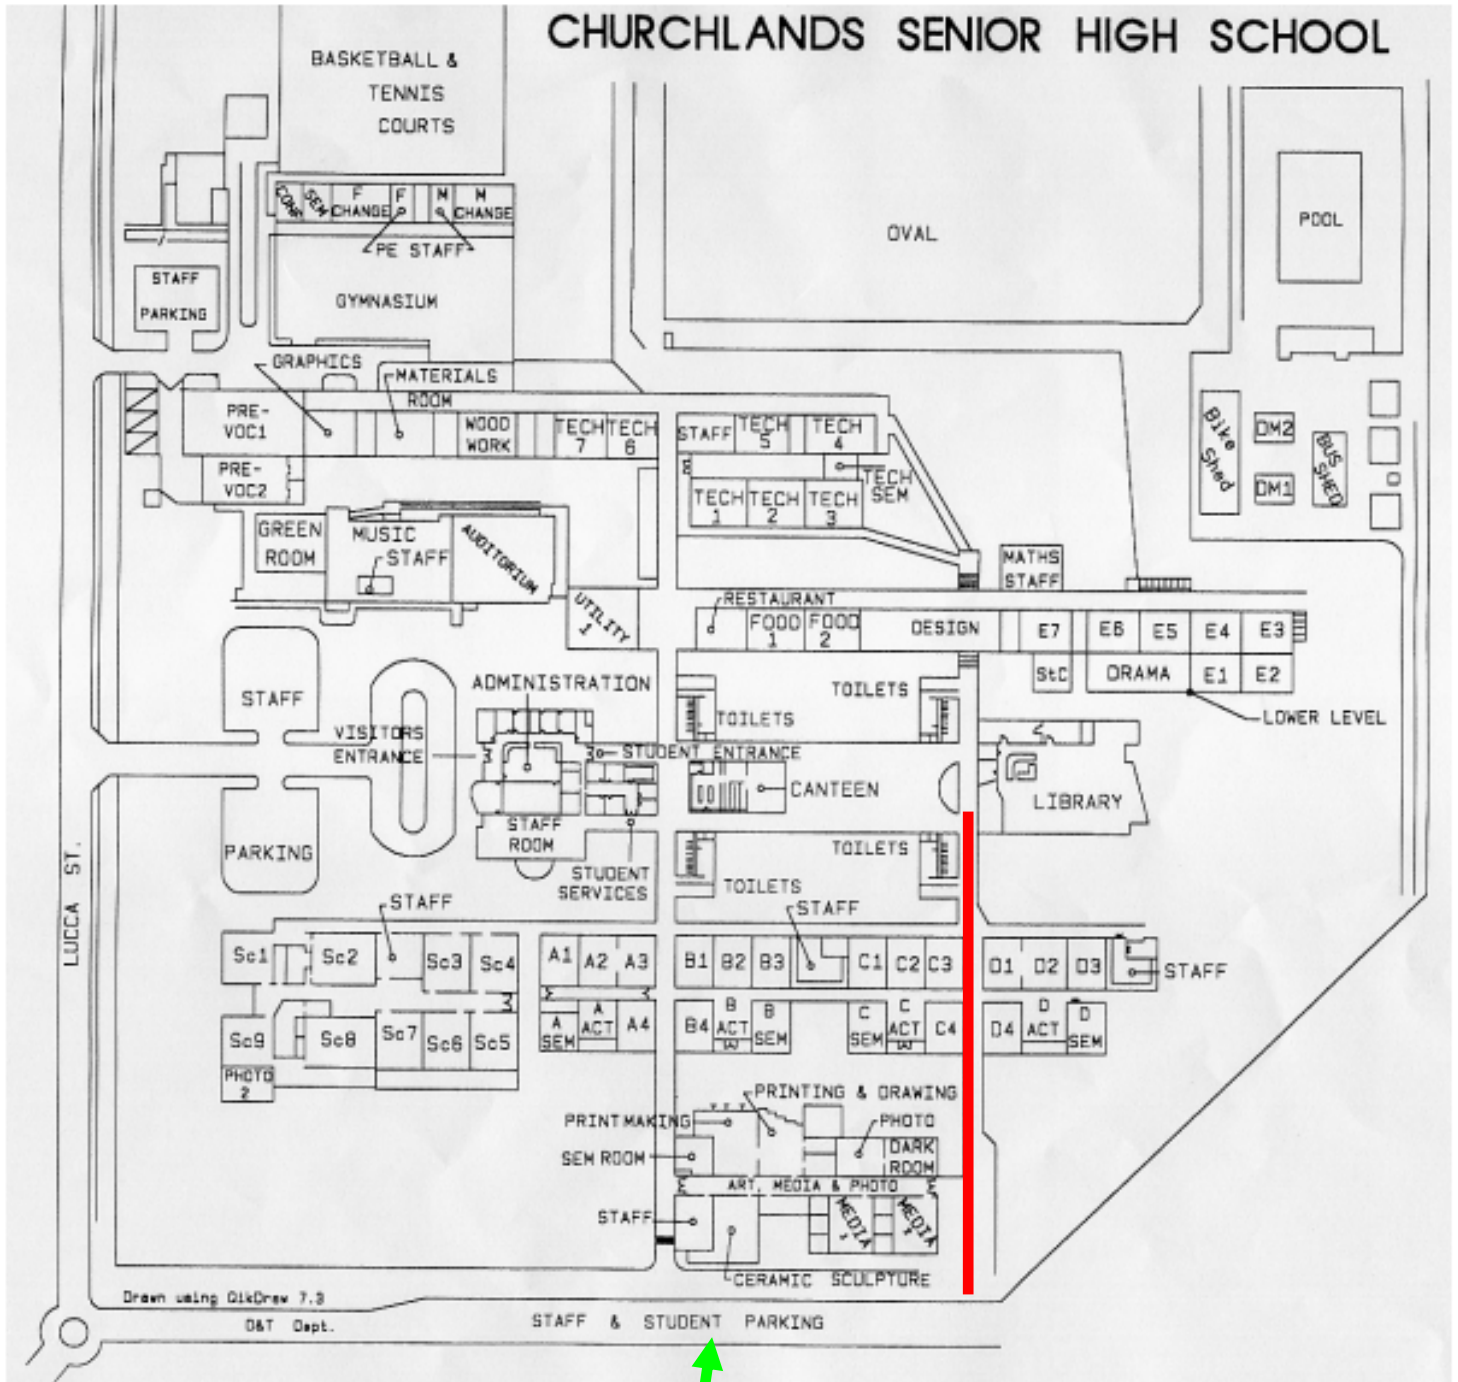 CHURCHLANDS SENIOR HIGH SCHOOL
BASKETBALL &
TENNIS
COURTS
COMP
SEM
F
CHANGE
F
M
M
CHANGE
PE STAFF
GYMNASIUM
STAFF
PARKING
OVAL
POOL
GRAPHICS
MATERIALS
ROOM
PRE-
VOC1
WOOD
WORK
TECH
7
TECH
6
STAFF
TECH
5
TECH
4
TECH
SEM
PRE-
VOC2
TECH
1
TECH
2
TECH
3
Bike
Shed
DM2
DM1
BUS
SHED
GREEN
ROOM
MUSIC
STAFF
AUDITORIUM
UTILITY
1
MATHS
STAFF
RESTAURANT
FOOD
1
FOOD
2
DESIGN
E7
E6
E5
E4
E3
StC
DRAMA
E1
E2
LOWER LEVEL
STAFF
ADMINISTRATION
TOILETS
TOILETS
VISITORS
ENTRANCE
STUDENT ENTRANCE
CANTEEN
LIBRARY
STAFF
ROOM
PARKING
STUDENT
SERVICES
TOILETS
TOILETS
LUCCA ST.
STAFF
STAFF
Sc1
Sc2
Sc3
Sc4
A1
A2
A3
B1
B2
B3
C1
C2
C3
D1
D2
D3
STAFF
Sc9
Sc8
Sc7
Sc6
Sc5
A
SEM
A
ACT
A4
B4
B
ACT
B
SEM
C
SEM
C
ACT
C4
D4
D
ACT
D
SEM
PHOTO
2
PRINTING & DRAWING
PRINTMAKING
PHOTO
SEM ROOM
DARK
ROOM
ART, MEDIA & PHOTO
STAFF
MEDIA
MEDIA
CERAMIC SCULPTURE
Drawn using QikDraw 7.3
D&T Dept.
STAFF & STUDENT PARKING